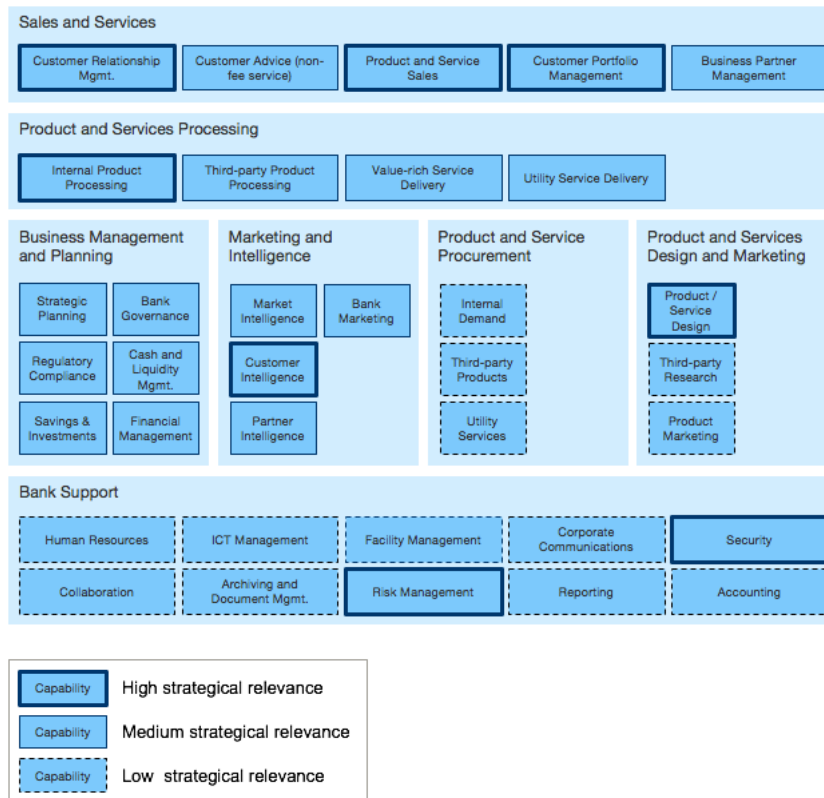 Sales and Services
Customer Relationship
Mgmt.
Customer Advice (non-
fee service)
Product and Service
Sales
Customer Portfolio
Management
Business Partner
Management
Product and Services Processing
Internal Product
Processing
Third-party Product
Processing
Value-rich Service
Delivery
Utility Service Delivery
Business Management
and Planning
Strategic
Planning
Bank
Governance
Regulatory
Compliance
Cash and
Liquidity
Mgmt.
Savings &
Investments
Financial
Management
Marketing and
Intelligence
Market
Intelligence
Bank
Marketing
Customer
Intelligence
Partner
Intelligence
Product and Service
Procurement
Internal
Demand
Third-party
Products
Utility
Services
Product and Services
Design and Marketing
Product /
Service
Design
Third-party
Research
Product
Marketing
Bank Support
Human Resources
ICT Management
Facility Management
Corporate
Communications
Security
Collaboration
Archiving and
Document Mgmt.
Risk Management
Reporting
Accounting
Capability
High strategical relevance
Capability
Medium strategical relevance
Capability
Low strategical relevance